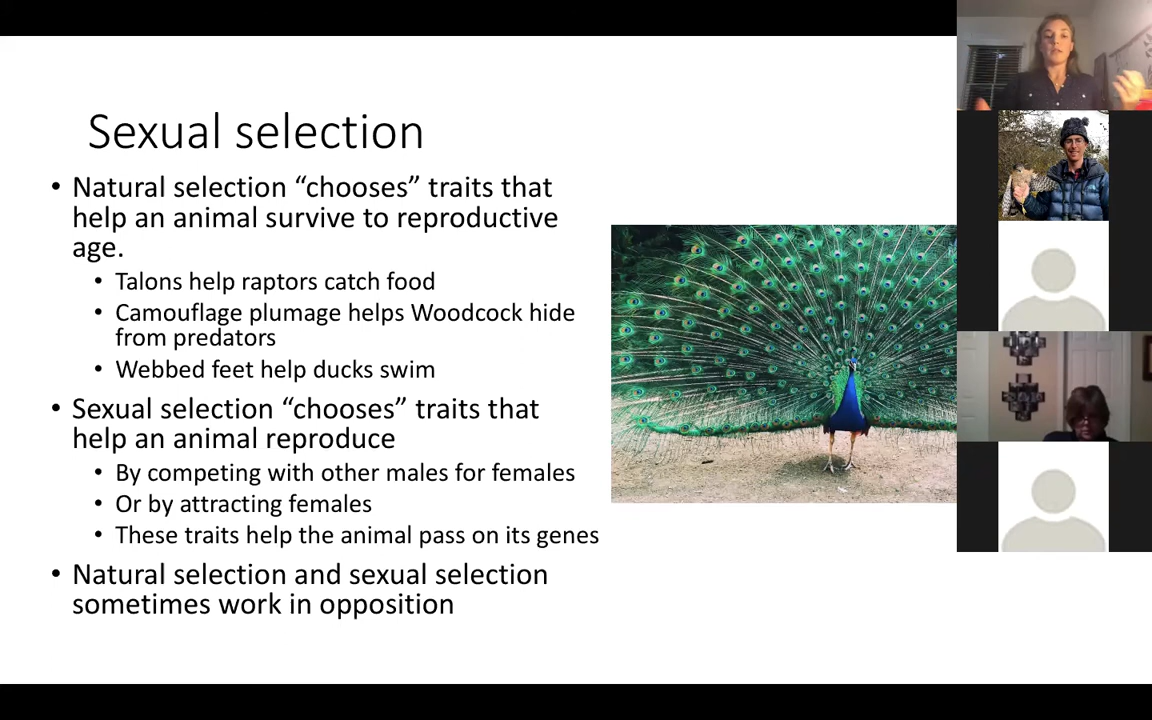 Sexual selection
• Natural selection “chooses” traits that
help an animal survive to reproductive
age.
• Talons help raptors catch food
• Camouflage plumage helps Woodcock hide
from predators
• Webbed feet help ducks swim
• Sexual selection “chooses” traits that
help an animal reproduce
• By competing with other males for females
• Or by attracting females
• These traits help the animal pass on its genes
• Natural selection and sexual selection
sometimes work in opposition